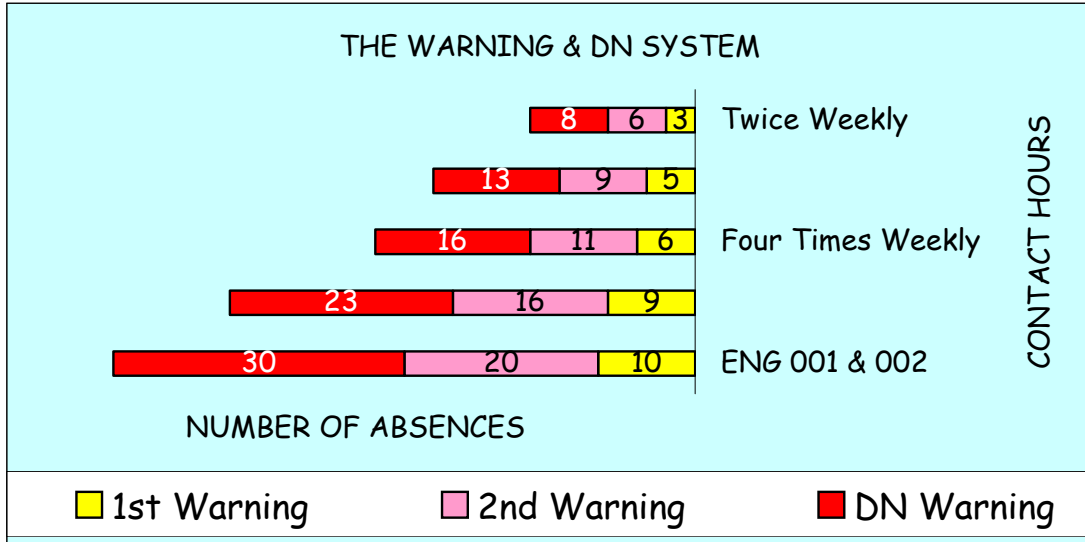 THE WARNING & DN SYSTEM
8 6 3 Twice Weekly
13 9 5
16 11 6 Four Times Weekly
23 16 9
30 20 10 ENG 001 & 002
CONTACT HOURS
NUMBER OF ABSENCES
1st Warning 2nd Warning DN Warning